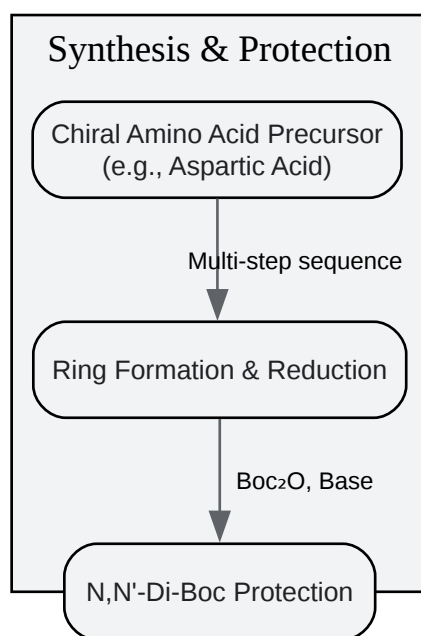 Synthesis & Protection
Chiral Amino Acid Precursor
(e.g., Aspartic Acid)
Multi-step sequence
Ring Formation & Reduction
Boc₂O, Base
N,N'-Di-Boc Protection